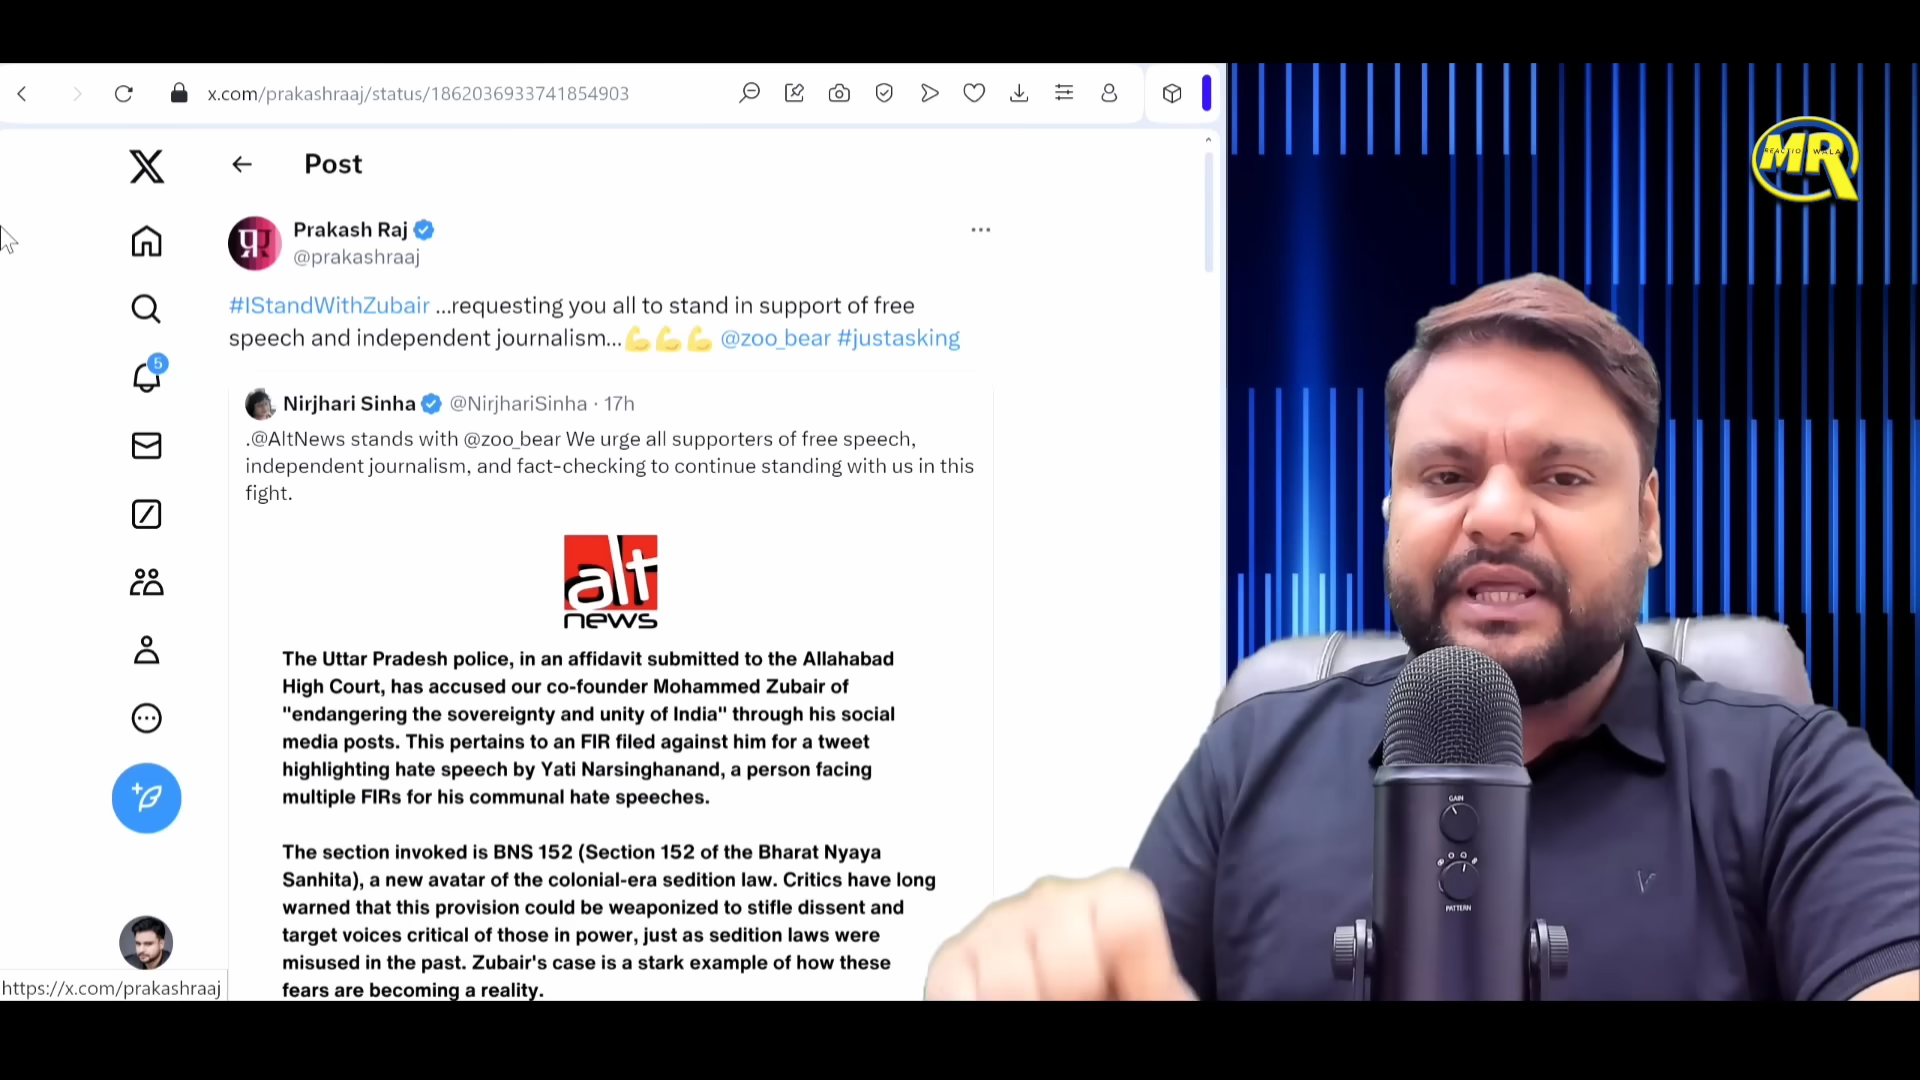 x.com/prakashraaj/status/1862036933741854903
Post
Prakash Raj
@prakashraaj
#IStandWithZubair ...requesting you all to stand in support of free
speech and independent journalism...💪💪💪 @zoo_bear #justasking
Nirjhari Sinha @NirjhariSinha · 17h
.@AltNews stands with @zoo_bear We urge all supporters of free speech,
independent journalism, and fact-checking to continue standing with us in this
fight.
alt
news
The Uttar Pradesh police, in an affidavit submitted to the Allahabad
High Court, has accused our co-founder Mohammed Zubair of
"endangering the sovereignty and unity of India" through his social
media posts. This pertains to an FIR filed against him for a tweet
highlighting hate speech by Yati Narsinghanand, a person facing
multiple FIRs for his communal hate speeches.
The section invoked is BNS 152 (Section 152 of the Bharat Nyaya
Sanhita), a new avatar of the colonial-era sedition law. Critics have long
warned that this provision could be weaponized to stifle dissent and
target voices critical of those in power, just as sedition laws were
misused in the past. Zubair's case is a stark example of how these
fears are becoming a reality.
5
https://x.com/prakashraaj
MR
REACTION WALA
GAIN
PATTERN